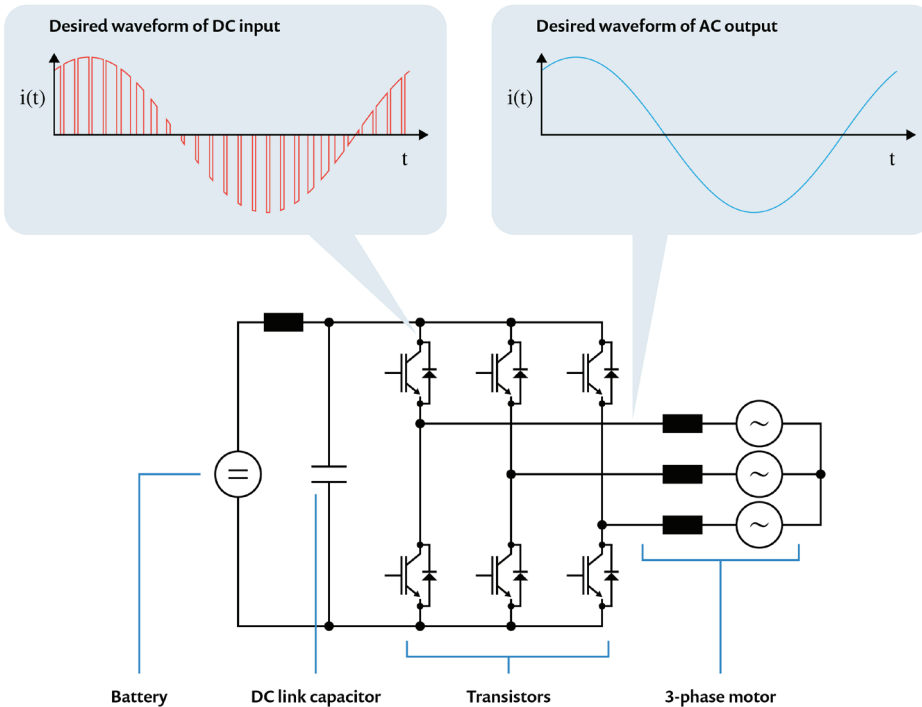 Desired waveform of DC input
i(t)
t
Desired waveform of AC output
i(t)
t
=
~
~
~
Battery
DC link capacitor
Transistors
3-phase motor